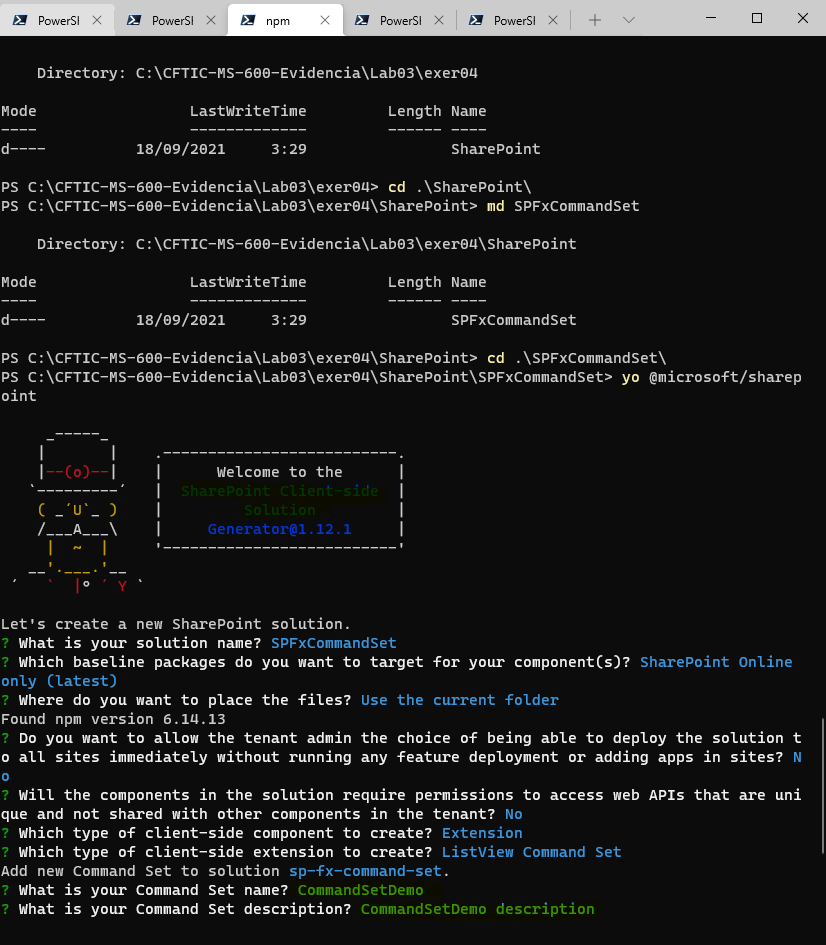 PowerSh
PowerSh
npm
PowerSh
PowerSh
Directory: C:\CFTIC-MS-600-Evidencia\Lab03\exer04
Mode LastWriteTime Length Name
---- ------------- ------ ----
d---- 18/09/2021 3:29 SharePoint
PS C:\CFTIC-MS-600-Evidencia\Lab03\exer04> cd .\SharePoint\
PS C:\CFTIC-MS-600-Evidencia\Lab03\exer04\SharePoint> md SPFxCommandSet
Directory: C:\CFTIC-MS-600-Evidencia\Lab03\exer04\SharePoint
Mode LastWriteTime Length Name
---- ------------- ------ ----
d---- 18/09/2021 3:29 SPFxCommandSet
PS C:\CFTIC-MS-600-Evidencia\Lab03\exer04\SharePoint> cd .\SPFxCommandSet\
PS C:\CFTIC-MS-600-Evidencia\Lab03\exer04\SharePoint\SPFxCommandSet> yo @microsoft/sharep
oint
Welcome to the
SharePoint Client-side
Solution
Generator@1.12.1
Let's create a new SharePoint solution.
? What is your solution name? SPFxCommandSet
? Which baseline packages do you want to target for your component(s)? SharePoint Online
only (latest)
? Where do you want to place the files? Use the current folder
Found npm version 6.14.13
? Do you want to allow the tenant admin the choice of being able to deploy the solution t
o all sites immediately without running any feature deployment or adding apps in sites? N
o
? Will the components in the solution require permissions to access web APIs that are uni
que and not shared with other components in the tenant? No
? Which type of client-side component to create? Extension
? Which type of client-side extension to create? ListView Command Set
Add new Command Set to solution sp-fx-command-set.
? What is your Command Set name? CommandSetDemo
? What is your Command Set description? CommandSetDemo description